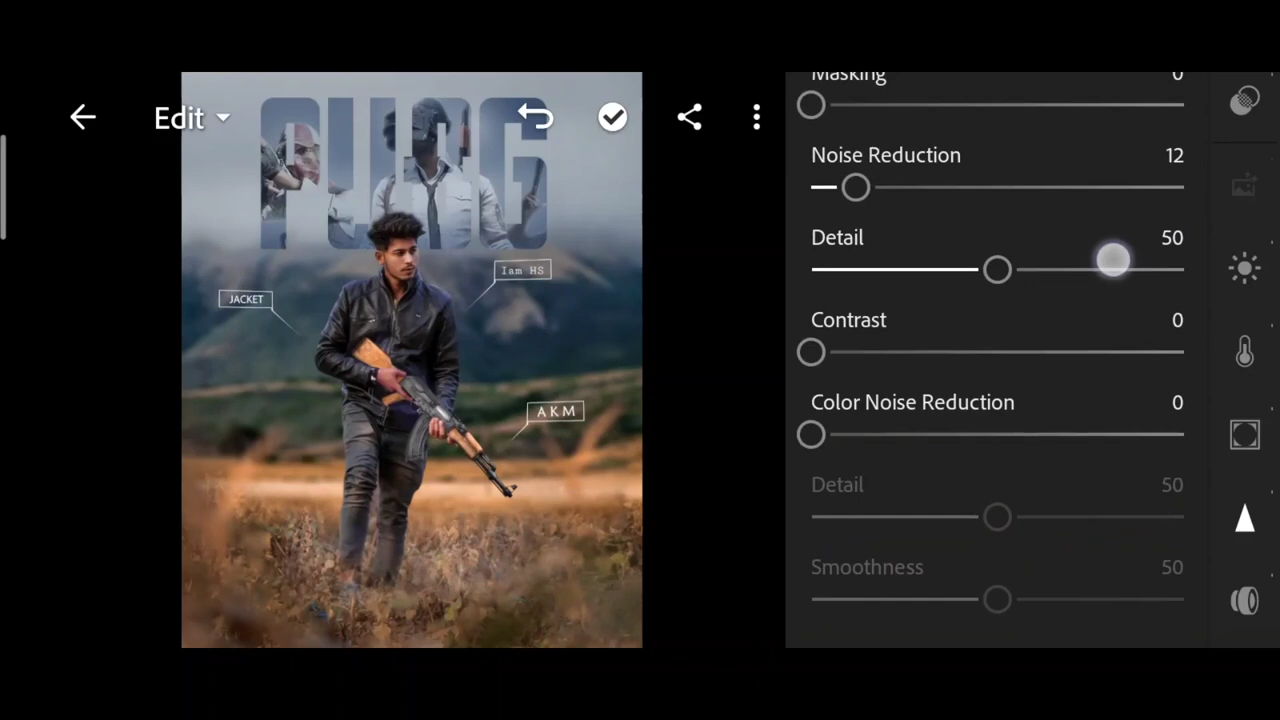 Edit
PUBG
Iam HS
JACKET
AKM
Masking 0
Noise Reduction 12
Detail 50
Contrast 0
Color Noise Reduction 0
Detail 50
Smoothness 50